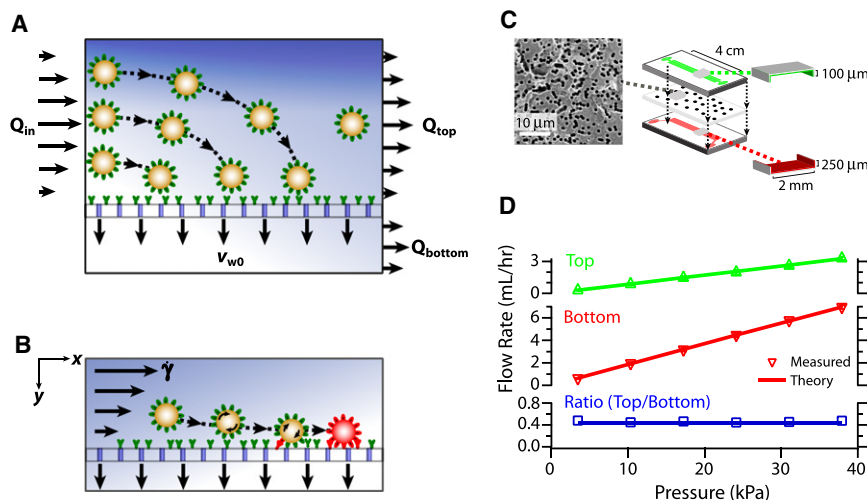 A
Q_in
Q_top
Q_bottom
v_w0
B
x
y
γ̇
C
10 μm
4 cm
100 μm
250 μm
2 mm
D
Flow Rate (mL/hr)
Top
3
0
Bottom
6
4
2
0
Measured
Theory
Ratio (Top/Bottom)
0.8
0.4
0.0
0
10
20
30
40
Pressure (kPa)